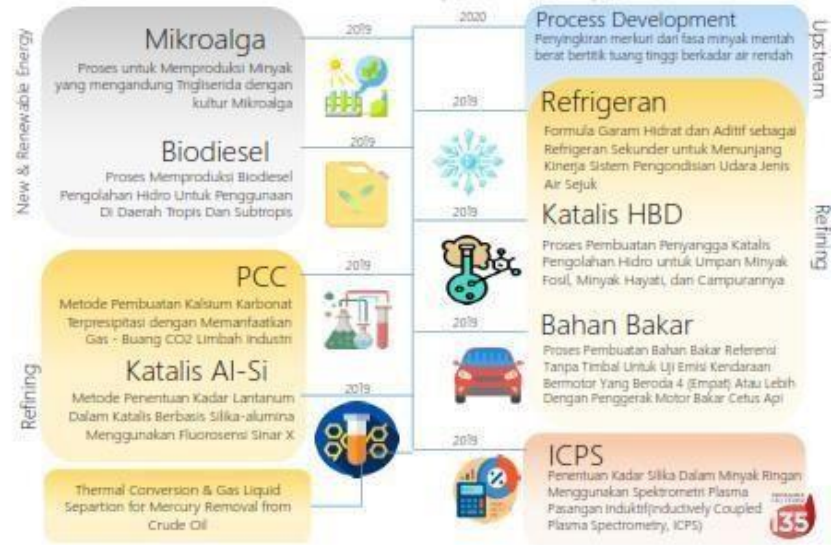 New & Renewable Energy
Mikroalga
Proses untuk Memproduksi Minyak
yang mengandung Trigliserida dengan
kultur Mikroalga
2019
Biodiesel
Proses Memproduksi Biodiesel
Pengolahan Hidro Untuk Penggunaan
Di Daerah Tropis Dan Subtropis
2019
Refining
PCC
Metode Pembuatan Kalsium Karbonat
Terpresipitasi dengan Memanfaatkan
Gas - Buang CO2 Limbah Industri
2019
Katalis Al-Si
Metode Penentuan Kadar Lantanum
Dalam Katalis Berbasis Silika-alumina
Menggunakan Fluorosensi Sinar X
2019
Thermal Conversion & Gas Liquid
Separtion for Mercury Removal from
Crude Oil
2020
Process Development
Penyingkiran merkuri dari fasa minyak mentah
berat bertitik tuang tinggi berkadar air rendah
Upstream
2019
Refrigeran
Formula Garam Hidrat dan Aditif sebagai
Refrigeran Sekunder untuk Menunjang
Kinerja Sistem Pengondisian Udara Jenis
Air Sejuk
2019
Katalis HBD
Proses Pembuatan Penyangga Katalis
Pengolahan Hidro untuk Umpan Minyak
Fosil, Minyak Hayati, dan Campurannya
Refining
2019
Bahan Bakar
Proses Pembuatan Bahan Bakar Referensi
Tanpa Timbal Untuk Uji Emisi Kendaraan
Bermotor Yang Beroda 4 (Empat) Atau Lebih
Dengan Penggerak Motor Bakar Cetus Api
2019
ICPS
Penentuan Kadar Silika Dalam Minyak Ringan
Menggunakan Spektrometri Plasma
Pasangan Induktif(Inductively Coupled
Plasma Spectrometry, ICPS)
135